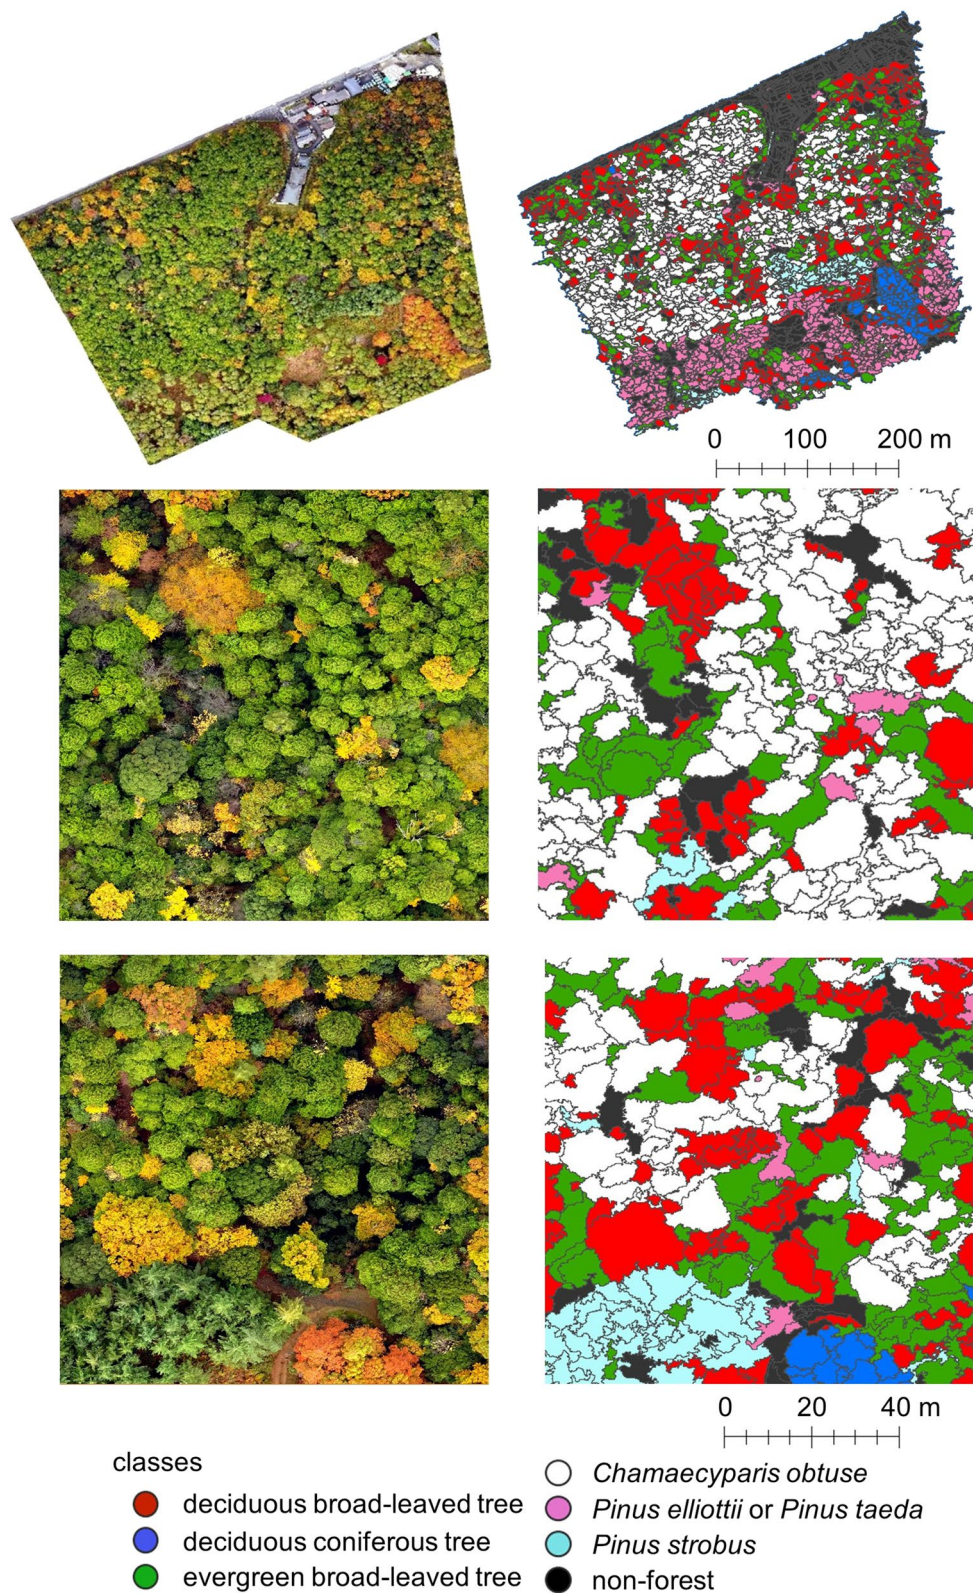 0 100 200 m
0 20 40 m
classes
deciduous broad-leaved tree
deciduous coniferous tree
evergreen broad-leaved tree
Chamaecyparis obtuse
Pinus elliottii or Pinus taeda
Pinus strobus
non-forest